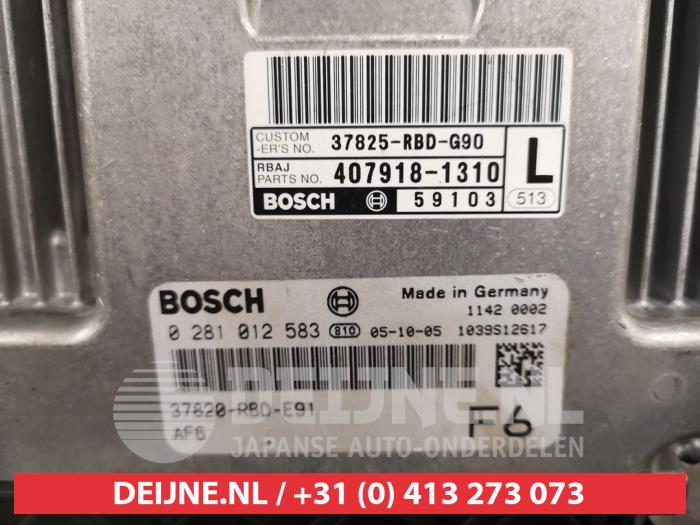 CUSTOM -ER'S NO. 37825-RBD-G90
RBAJ PARTS NO. 407918-1310
L
BOSCH 59103 513
BOSCH Made in Germany
1142 0002
0 281 012 583 810 05-10-05 1039S12617
37820-RBD-E91
AF6
F6
DEIJNE.NL
JAPANSE AUTO-ONDERDELEN
DEIJNE.NL / +31 (0) 413 273 073